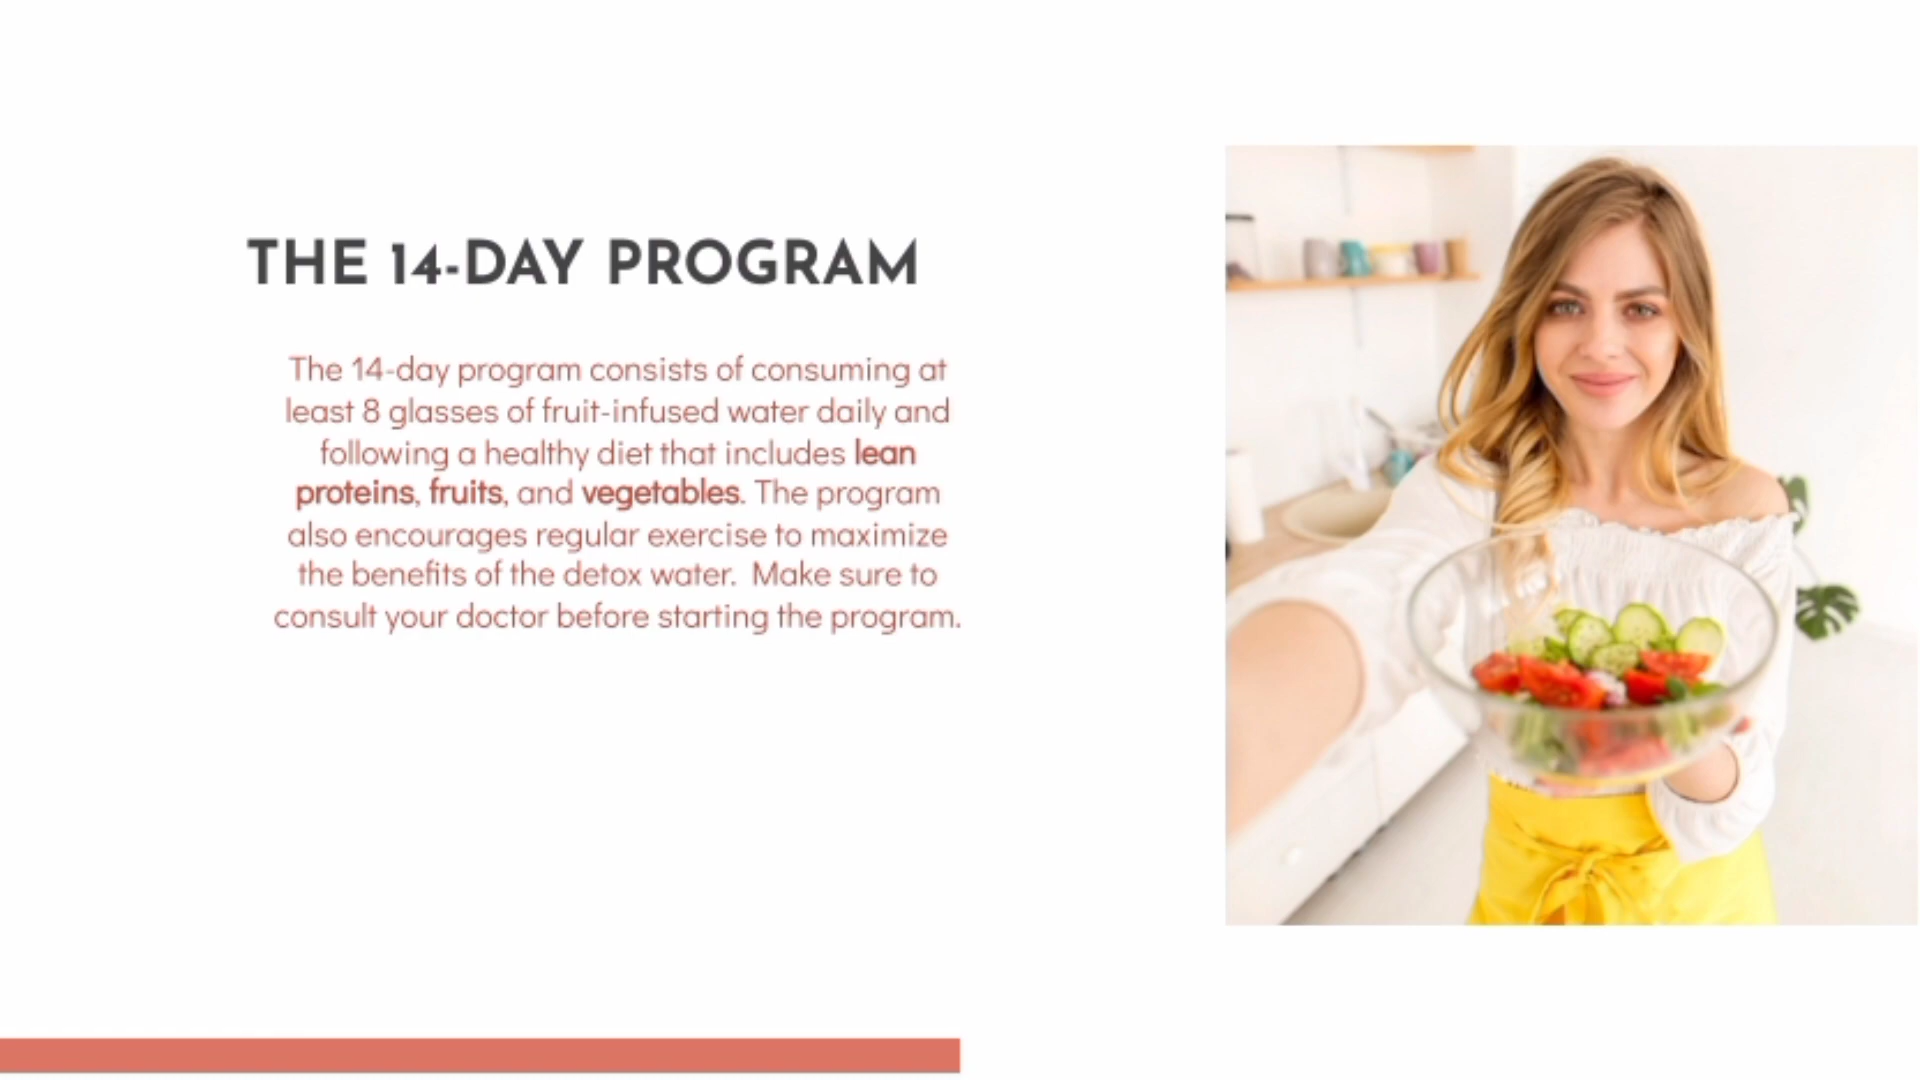 THE 14-DAY PROGRAM
The 14-day program consists of consuming at
least 8 glasses of fruit-infused water daily and
following a healthy diet that includes lean
proteins, fruits, and vegetables. The program
also encourages regular exercise to maximize
the benefits of the detox water.  Make sure to
consult your doctor before starting the program.